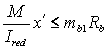 M/I_red x′ ≤ m_b1 R_b